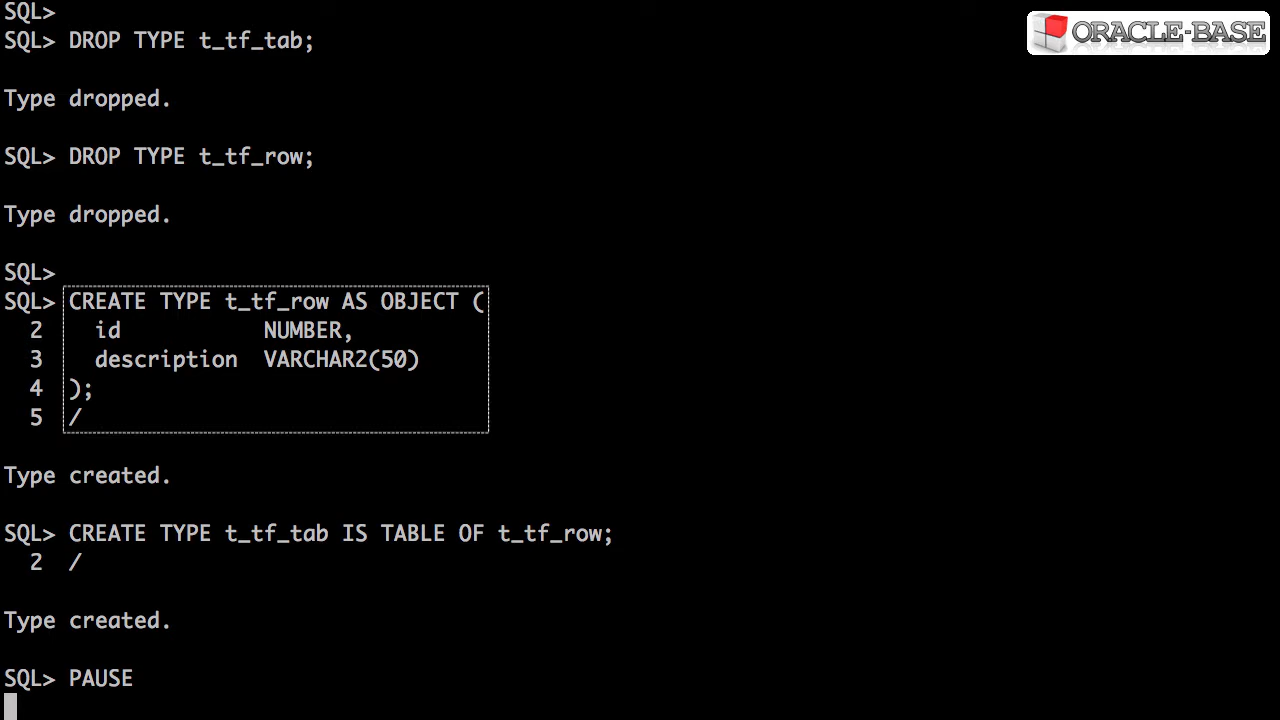 SQL>
SQL> DROP TYPE t_tf_tab;
Type dropped.
SQL> DROP TYPE t_tf_row;
Type dropped.
SQL>
SQL> CREATE TYPE t_tf_row AS OBJECT (
  2    id           NUMBER,
  3    description  VARCHAR2(50)
  4  );
  5  /
Type created.
SQL> CREATE TYPE t_tf_tab IS TABLE OF t_tf_row;
  2  /
Type created.
SQL> PAUSE
ORACLE-BASE